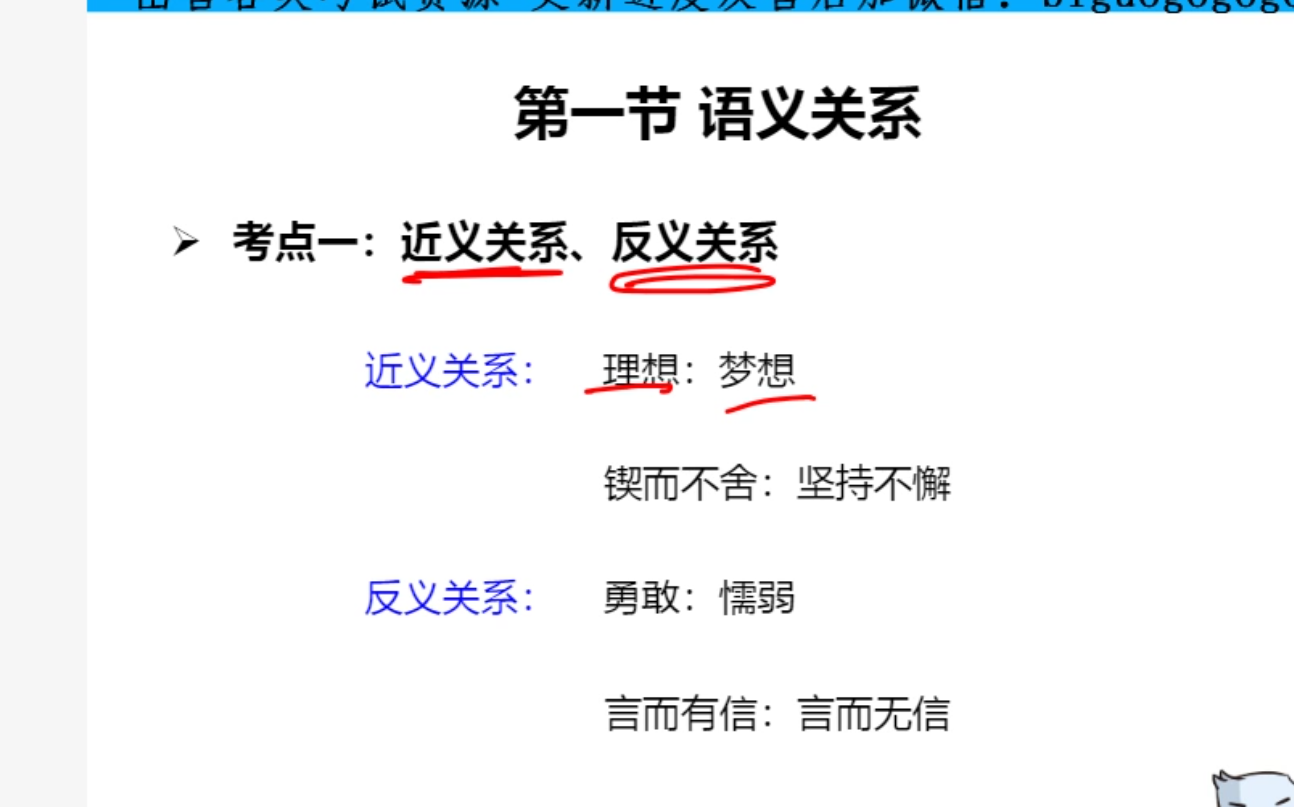 第一节 语义关系
➢ 考点一：近义关系、反义关系
近义关系： 理想：梦想
锲而不舍：坚持不懈
反义关系： 勇敢：懦弱
言而有信：言而无信